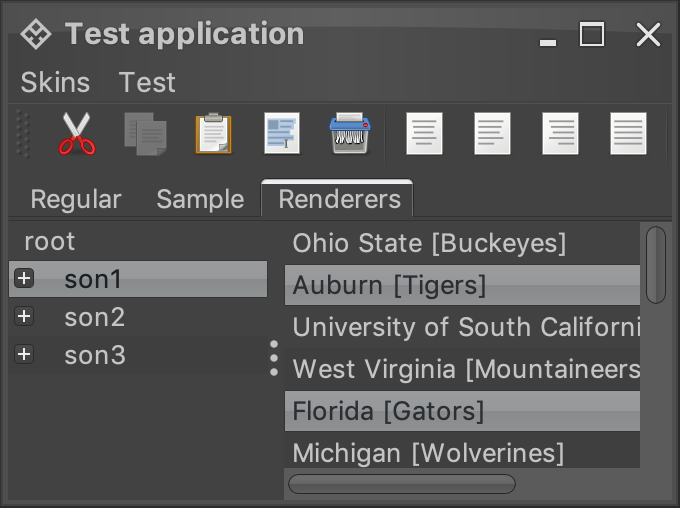 Test application
Skins Test
Regular Sample Renderers
root
son1
son2
son3
Ohio State [Buckeyes]
Auburn [Tigers]
University of South Californi
West Virginia [Mountaineers
Florida [Gators]
Michigan [Wolverines]